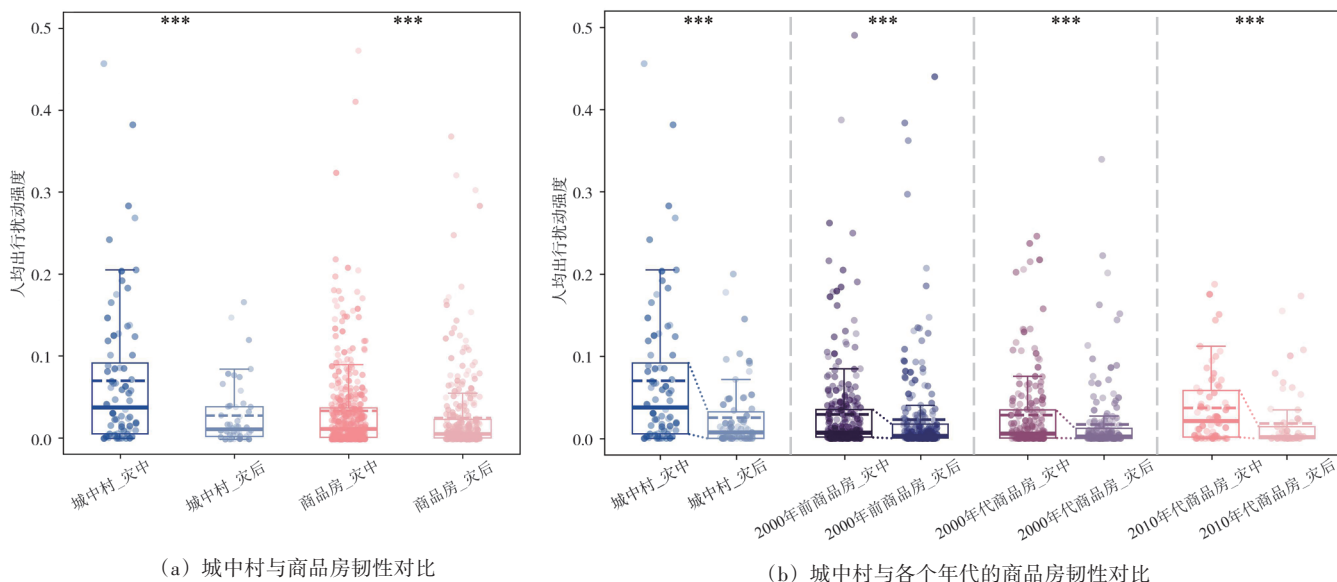 *** ***
0.5
0.4
0.3
0.2
0.1
0.0
人均出行扰动强度
城中村_灾中
城中村_灾后
商品房_灾中
商品房_灾后
(a) 城中村与商品房韧性对比
*** *** *** ***
0.5
0.4
0.3
0.2
0.1
0.0
人均出行扰动强度
城中村_灾中
城中村_灾后
2000年前商品房_灾中
2000年前商品房_灾后
2000年代商品房_灾中
2000年代商品房_灾后
2010年代商品房_灾中
2010年代商品房_灾后
(b) 城中村与各个年代的商品房韧性对比